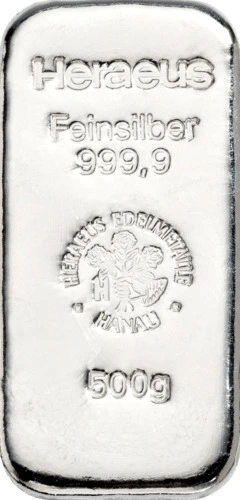 Heraeus
Feinsilber
999,9
HERAEUS EDELMETALLE
HANAU
500g